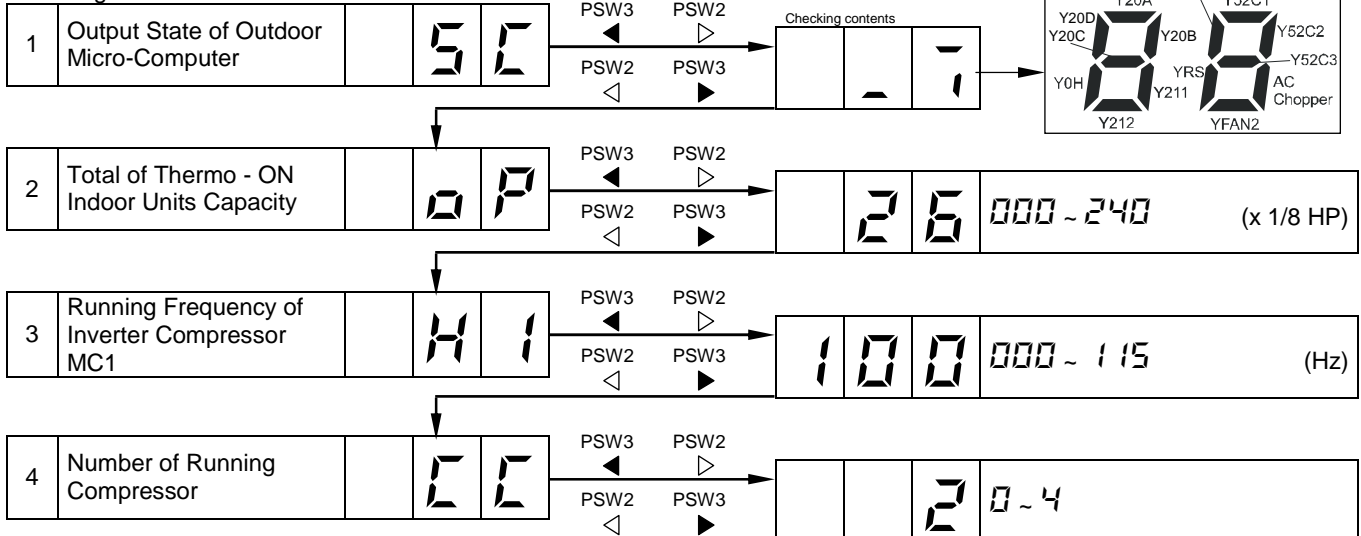 PSW3 PSW2
Checking contents
1 Output State of Outdoor
Micro-Computer
SC
PSW2 PSW3
Y20D
Y20C
Y20B
Y52C2
Y52C3
Y0H
Y211
YRS
AC
Chopper
Y212
YFAN2
2 Total of Thermo - ON
Indoor Units Capacity
oP
PSW3 PSW2
PSW2 PSW3
26 000 ~ 240 (x 1/8 HP)
3 Running Frequency of
Inverter Compressor
MC1
H1
PSW3 PSW2
PSW2 PSW3
100 000 ~ 115 (Hz)
4 Number of Running
Compressor
CC
PSW3 PSW2
PSW2 PSW3
2 0 ~ 4